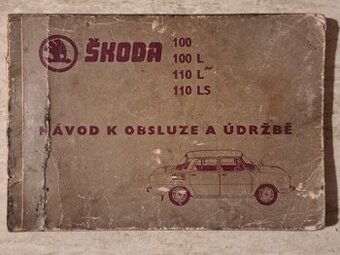 ŠKODA 100
100 L
110 L
110 LS
NÁVOD K OBSLUZE A ÚDRŽBĚ